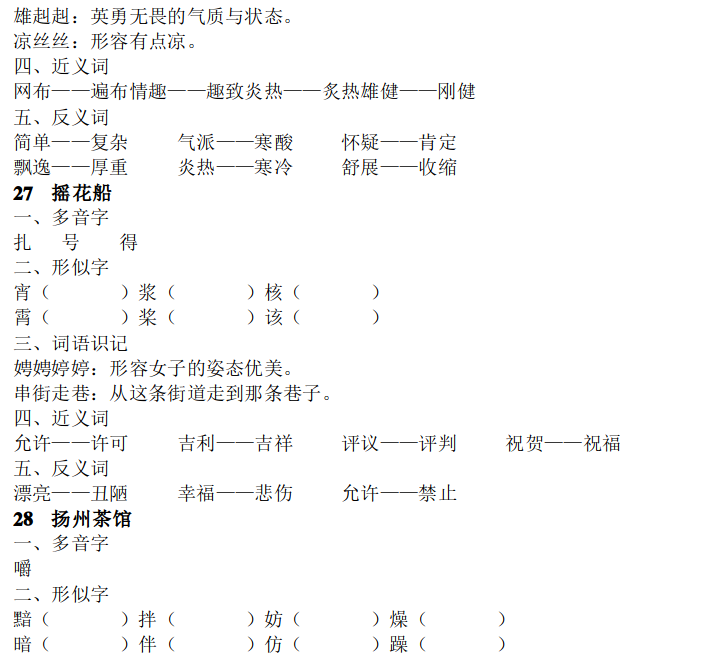 雄赳赳：英勇无畏的气质与状态。
凉丝丝：形容有点凉。
四、近义词
网布——遍布情趣——趣致炎热——炙热雄健——刚健
五、反义词
简单——复杂 气派——寒酸 怀疑——肯定
飘逸——厚重 炎热——寒冷 舒展——收缩
27 摇花船
一、多音字
扎 号 得
二、形似字
宵（ ）浆（ ）核（ ）
霄（ ）桨（ ）该（ ）
三、词语识记
娉娉婷婷：形容女子的姿态优美。
串街走巷：从这条街道走到那条巷子。
四、近义词
允许——许可 吉利——吉祥 评议——评判 祝贺——祝福
五、反义词
漂亮——丑陋 幸福——悲伤 允许——禁止
28 扬州茶馆
一、多音字
嚼
二、形似字
黯（ ）拌（ ）妨（ ）燥（ ）
暗（ ）伴（ ）仿（ ）躁（ ）